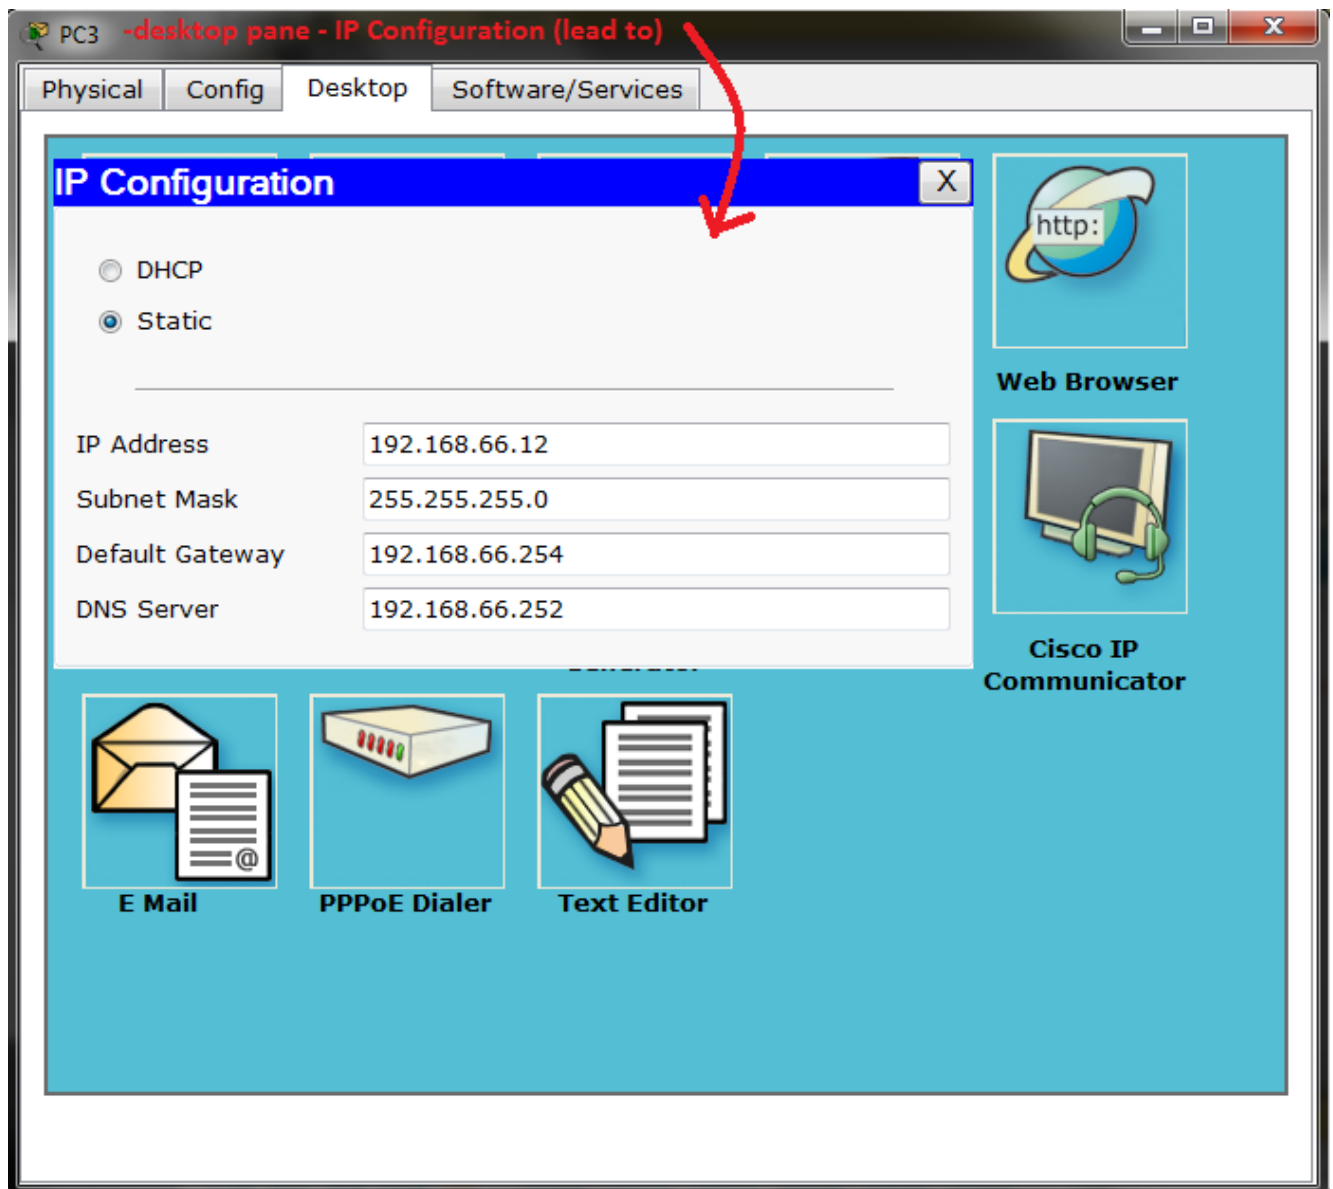 PC3 -desktop pane - IP Configuration (lead to)
X
Physical Config Desktop Software/Services
IP Configuration X
DHCP
Static
IP Address 192.168.66.12
Subnet Mask 255.255.255.0
Default Gateway 192.168.66.254
DNS Server 192.168.66.252
http:
Web Browser
Cisco IP
Communicator
@
E Mail PPPoE Dialer Text Editor